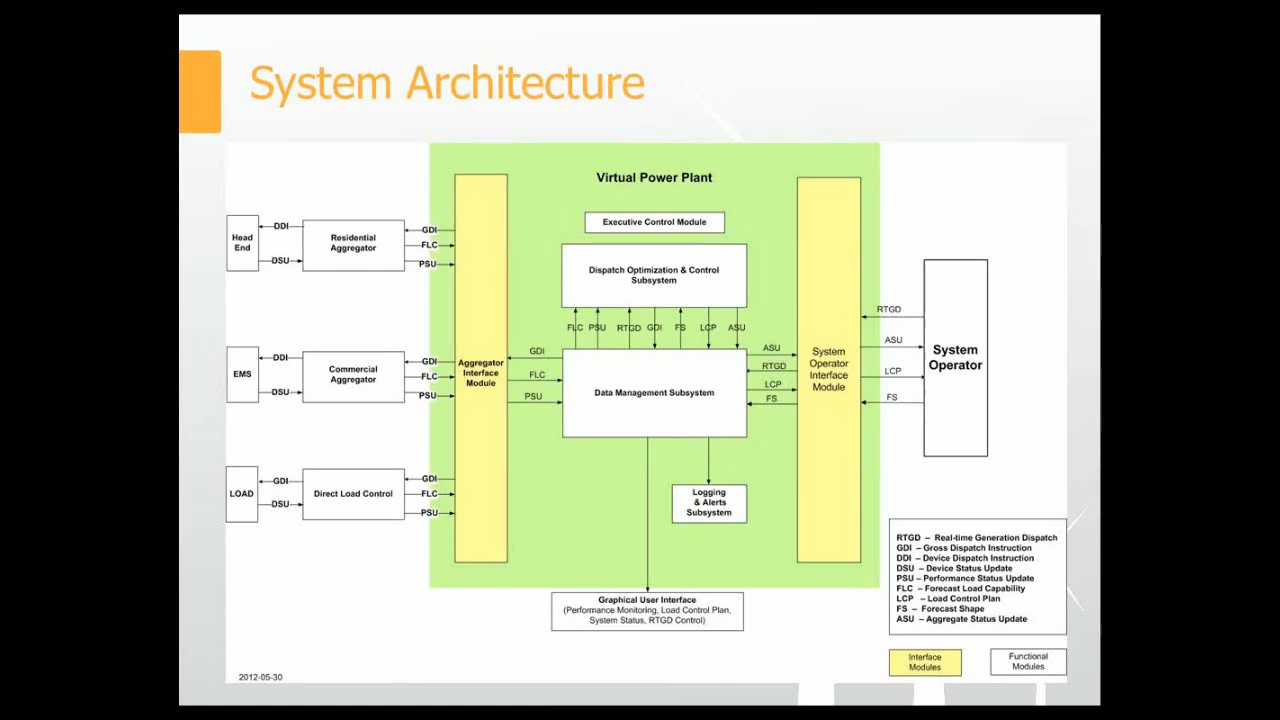 System Architecture
Virtual Power Plant
Executive Control Module
Dispatch Optimization & Control
Subsystem
Head
End
DDI
DSU
Residential
Aggregator
GDI
FLC
PSU
EMS
DDI
DSU
Commercial
Aggregator
GDI
FLC
PSU
LOAD
GDI
DSU
Direct Load Control
GDI
FLC
PSU
Aggregator
Interface
Module
GDI
FLC
PSU
FLC
PSU
RTGD
GDI
FS
LCP
ASU
Data Management Subsystem
Logging
& Alerts
Subsystem
ASU
RTGD
LCP
FS
System
Operator
Interface
Module
RTGD
ASU
LCP
FS
System
Operator
Graphical User Interface
(Performance Monitoring, Load Control Plan,
System Status, RTGD Control)
RTGD – Real-time Generation Dispatch
GDI – Gross Dispatch Instruction
DDI – Device Dispatch Instruction
DSU – Device Status Update
PSU – Performance Status Update
FLC – Forecast Load Capability
LCP – Load Control Plan
FS – Forecast Shape
ASU – Aggregate Status Update
Interface
Modules
Functional
Modules
2012-05-30